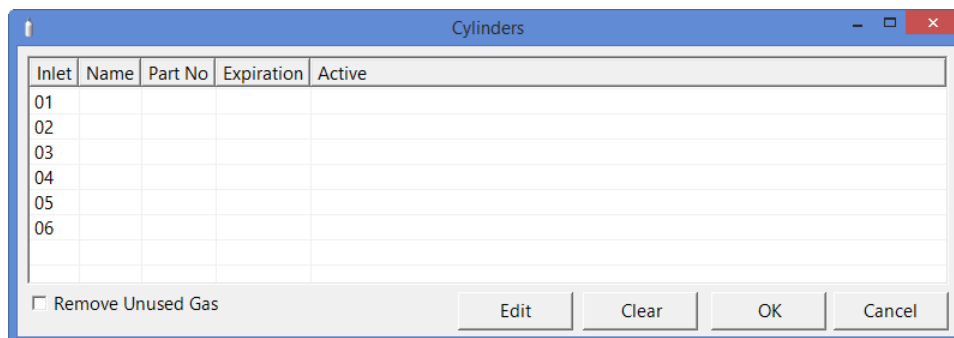 Cylinders
Inlet Name Part No Expiration Active
01
02
03
04
05
06
Remove Unused Gas Edit Clear OK Cancel